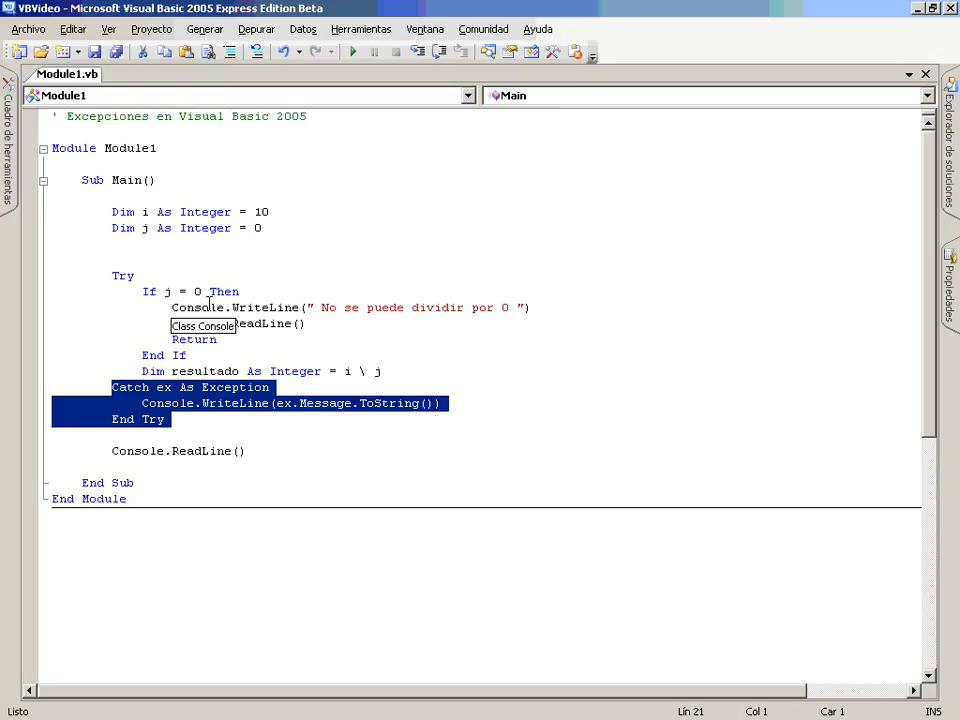 VBVideo - Microsoft Visual Basic 2005 Express Edition Beta
Archivo Editar Ver Proyecto Generar Depurar Datos Herramientas Ventana Comunidad Ayuda
Module1.vb
Module1 Main
' Excepciones en Visual Basic 2005
Module Module1
Sub Main()
Dim i As Integer = 10
Dim j As Integer = 0
Try
If j = 0 Then
Console.WriteLine(" No se puede dividir por 0 ")
Class Console
eadLine()
Return
End If
Dim resultado As Integer = i \ j
Catch ex As Exception
Console.WriteLine(ex.Message.ToString())
End Try
Console.ReadLine()
End Sub
End Module
Cuadro de herramientas
Explorador de soluciones
Propiedades
Listo Lín 21 Col 1 Car 1 INS